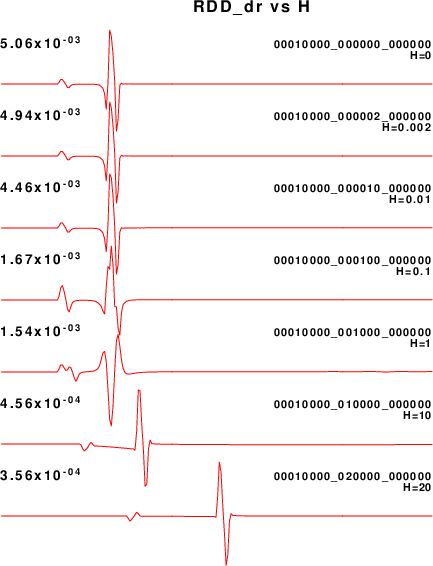 RDD_dr vs H
5.06x10-03 00010000_000000_000000
H=0
4.94x10-03 00010000_000002_000000
H=0.002
4.46x10-03 00010000_000010_000000
H=0.01
1.67x10-03 00010000_000100_000000
H=0.1
1.54x10-03 00010000_001000_000000
H=1
4.56x10-04 00010000_010000_000000
H=10
3.56x10-04 00010000_020000_000000
H=20